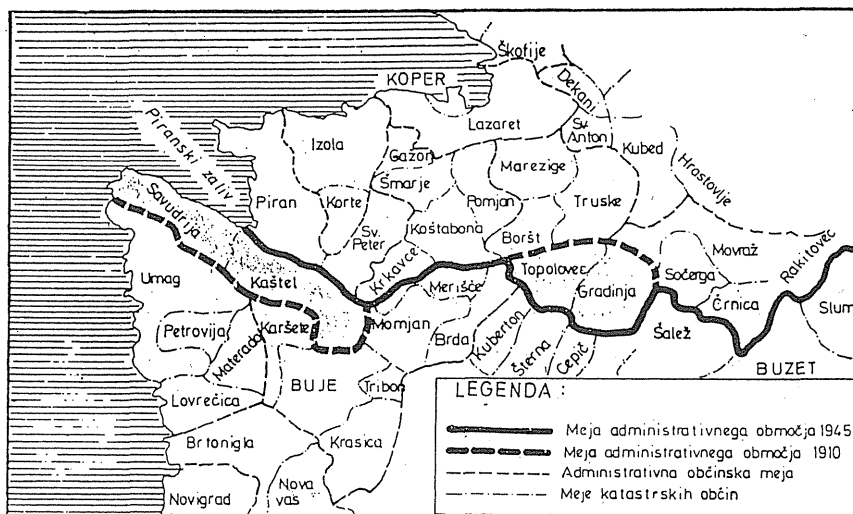 Škofije
KOPER
Dekani
Lazaret
Piranski zaliv
Izola
Sv.
Anton
Gažon
Kubed
Hrastovlje
Šmarje
Marezige
Savudrija
Piran
Korte
Pomjan
Truske
Koštabona
Sv.
Peter
Boršt
Movraž
Rakitovec
Krkavce
Topolovec
Sočerga
Umag
Kaštel
Merišče
Gradinja
Črnica
Slum
Petrovija
Karšete
Momjan
Brda
Kuberton
Šterna
Čepič
Šalež
Materada
BUJE
Tribon
BUZET
Lovrečica
Krasica
Brtonigla
Nova
vas
Novigrad
LEGENDA :
Meja administrativnega območja 1945
Meja administrativnega območja 1910
Administrativna občinska meja
Meje katastrskih občin